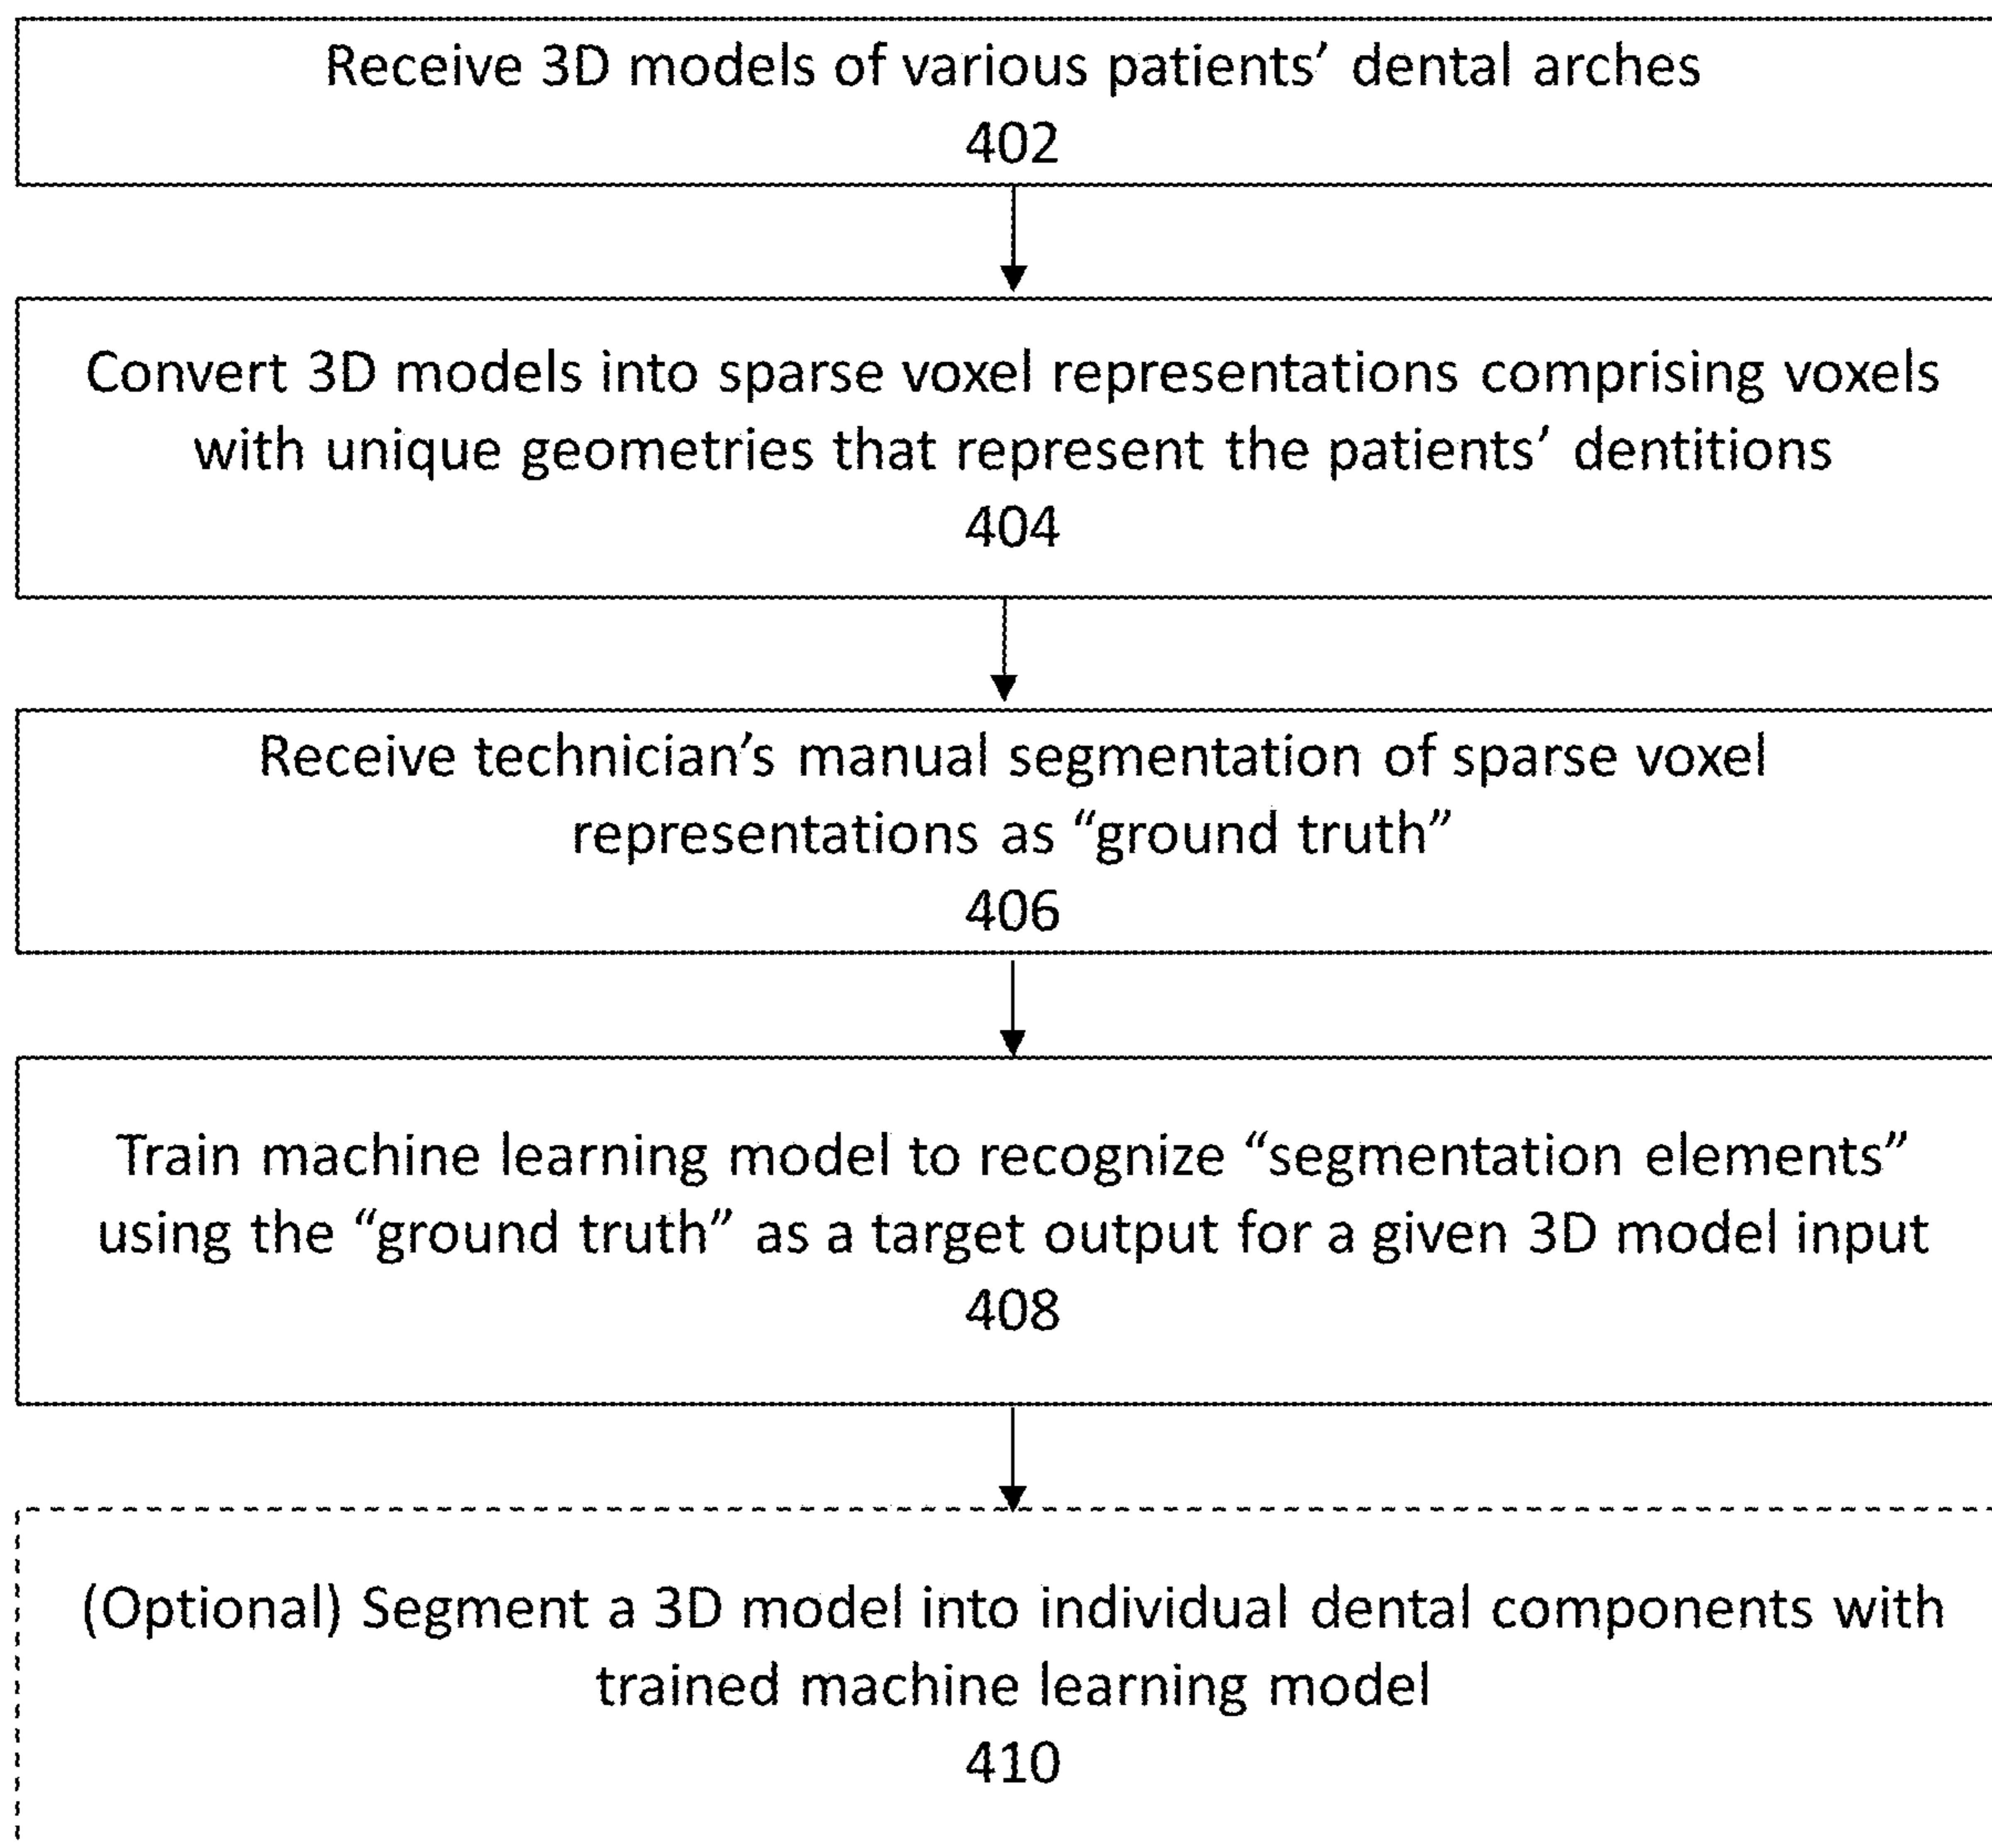 Receive 3D models of various patients’ dental arches
402
Convert 3D models into sparse voxel representations comprising voxels
with unique geometries that represent the patients’ dentitions
404
Receive technician’s manual segmentation of sparse voxel
representations as “ground truth”
406
Train machine learning model to recognize “segmentation elements”
using the “ground truth” as a target output for a given 3D model input
408
(Optional) Segment a 3D model into individual dental components with
trained machine learning model
410